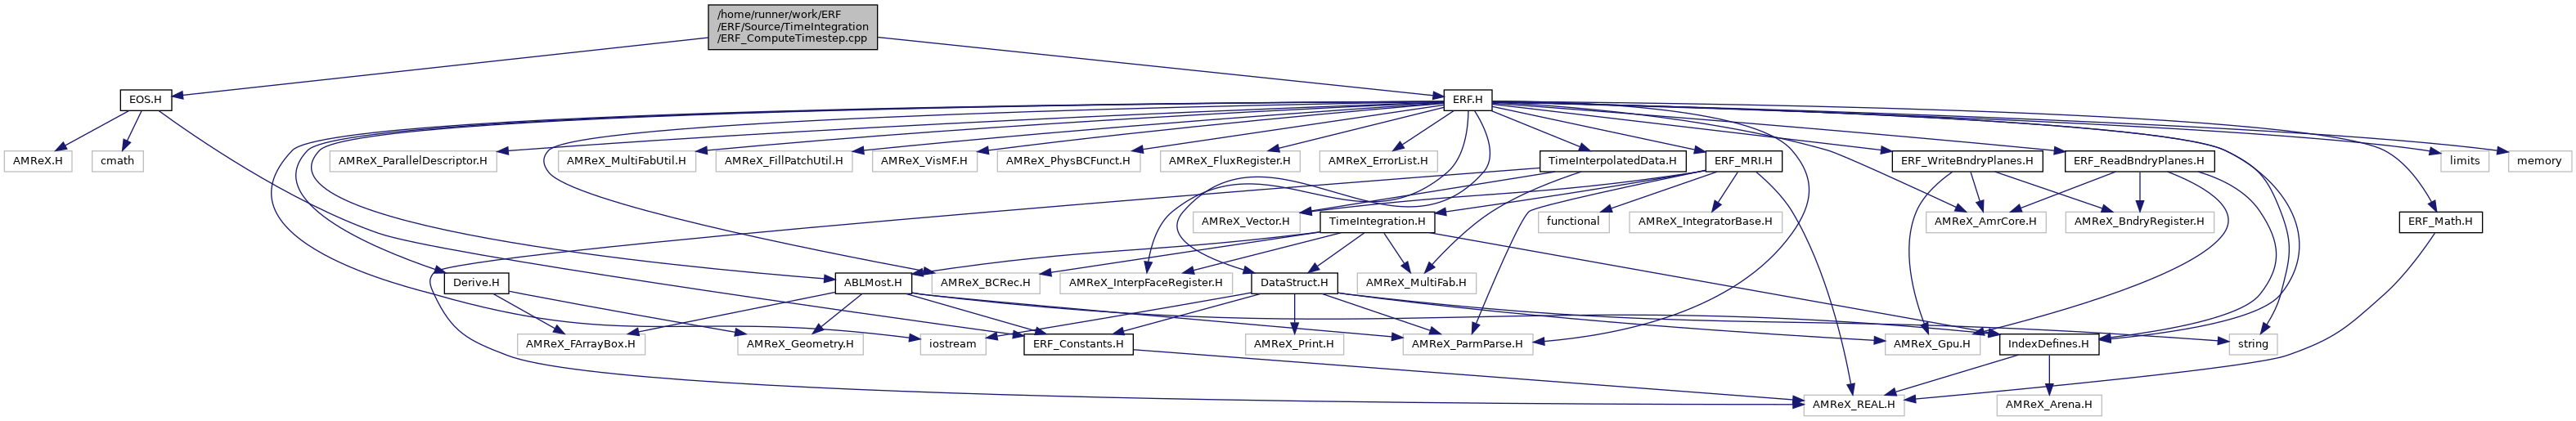 /home/runner/work/ERF
/ERF/Source/TimeIntegration
/ERF_ComputeTimestep.cpp
EOS.H
ERF.H
AMReX.H
cmath
AMReX_ParallelDescriptor.H
AMReX_MultiFabUtil.H
AMReX_FillPatchUtil.H
AMReX_VisMF.H
AMReX_PhysBCFunct.H
AMReX_FluxRegister.H
AMReX_ErrorList.H
TimeInterpolatedData.H
ERF_MRI.H
ERF_WriteBndryPlanes.H
ERF_ReadBndryPlanes.H
limits
memory
AMReX_Vector.H
functional
TimeIntegration.H
AMReX_IntegratorBase.H
AMReX_AmrCore.H
AMReX_BndryRegister.H
ERF_Math.H
Derive.H
ABLMost.H
AMReX_BCRec.H
AMReX_InterpFaceRegister.H
DataStruct.H
AMReX_MultiFab.H
AMReX_FArrayBox.H
AMReX_Geometry.H
iostream
ERF_Constants.H
AMReX_Print.H
AMReX_ParmParse.H
AMReX_Gpu.H
IndexDefines.H
string
AMReX_REAL.H
AMReX_Arena.H